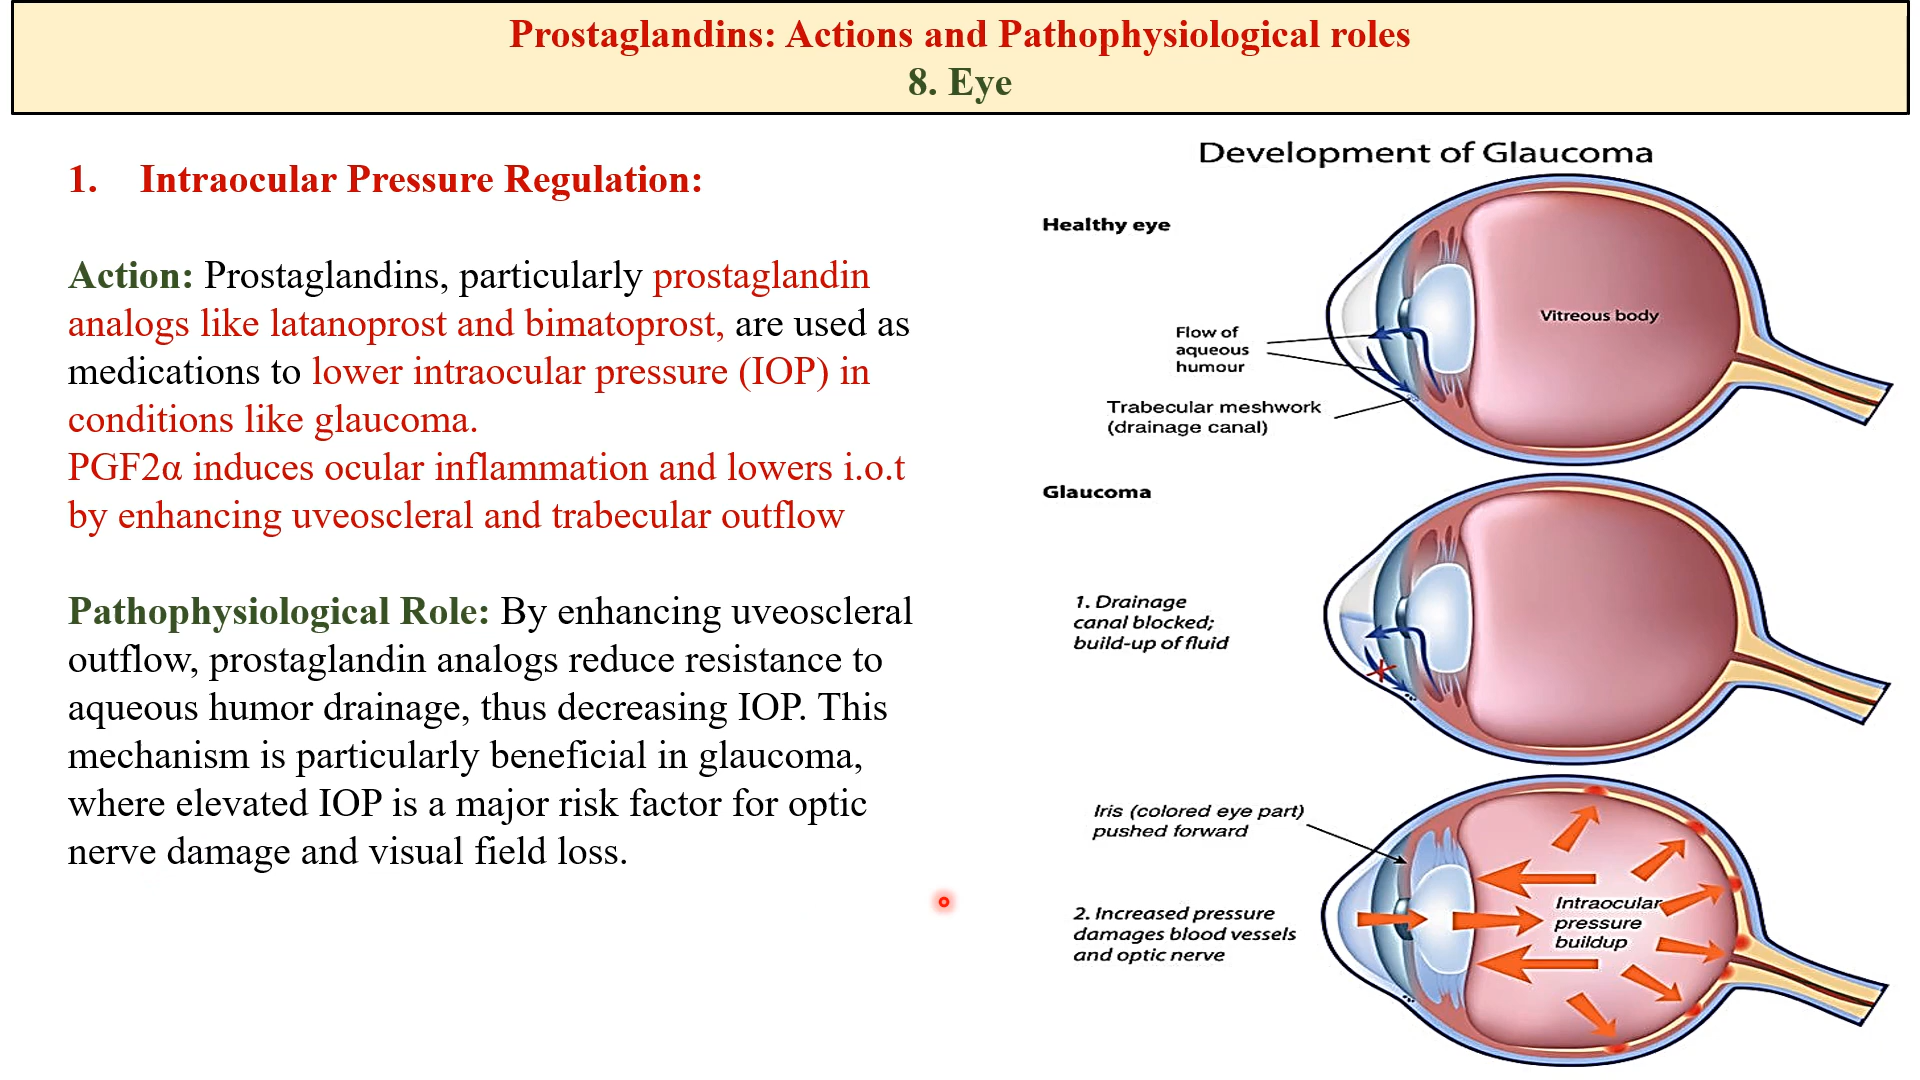 Prostaglandins: Actions and Pathophysiological roles
8. Eye
1. Intraocular Pressure Regulation:
Action: Prostaglandins, particularly prostaglandin
analogs like latanoprost and bimatoprost, are used as
medications to lower intraocular pressure (IOP) in
conditions like glaucoma.
PGF2α induces ocular inflammation and lowers i.o.t
by enhancing uveoscleral and trabecular outflow
Pathophysiological Role: By enhancing uveoscleral
outflow, prostaglandin analogs reduce resistance to
aqueous humor drainage, thus decreasing IOP. This
mechanism is particularly beneficial in glaucoma,
where elevated IOP is a major risk factor for optic
nerve damage and visual field loss.
Development of Glaucoma
Healthy eye
Vitreous body
Flow of
aqueous
humour
Trabecular meshwork
(drainage canal)
Glaucoma
1. Drainage
canal blocked;
build-up of fluid
Iris (colored eye part)
pushed forward
2. Increased pressure
damages blood vessels
and optic nerve
Intraocular
pressure
buildup